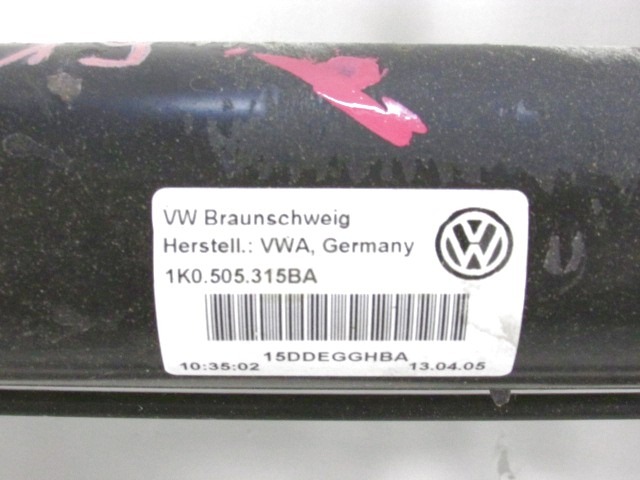 VW Braunschweig
Herstell.: VWA, Germany
1K0.505.315BA
15DDEGGHBA
10:35:02 13.04.05